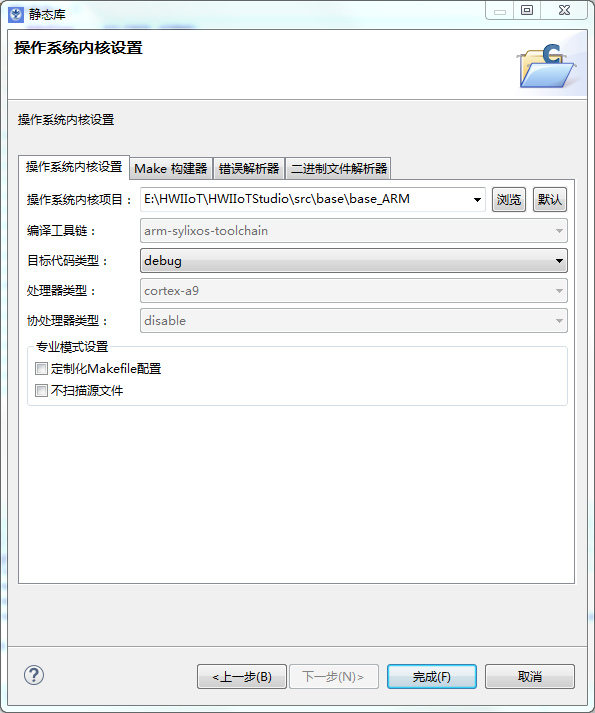 静态库
操作系统内核设置
操作系统内核设置
操作系统内核设置 Make 构建器 错误解析器 二进制文件解析器
操作系统内核项目： E:\HWIIoT\HWIIoTStudio\src\base\base_ARM 浏览 默认
编译工具链： arm-sylixos-toolchain
目标代码类型： debug
处理器类型： cortex-a9
协处理器类型： disable
专业模式设置
定制化Makefile配置
不扫描源文件
<上一步(B) 下一步(N)> 完成(F) 取消